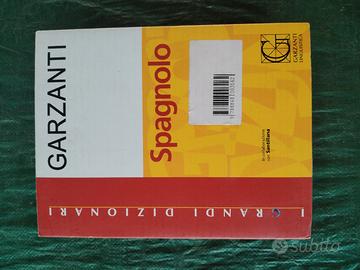 GARZANTI
GARZANTI
LINGUISTICA
Spagnolo
in collaborazione
con Santillana
I GRANDI DIZIONARI
subito